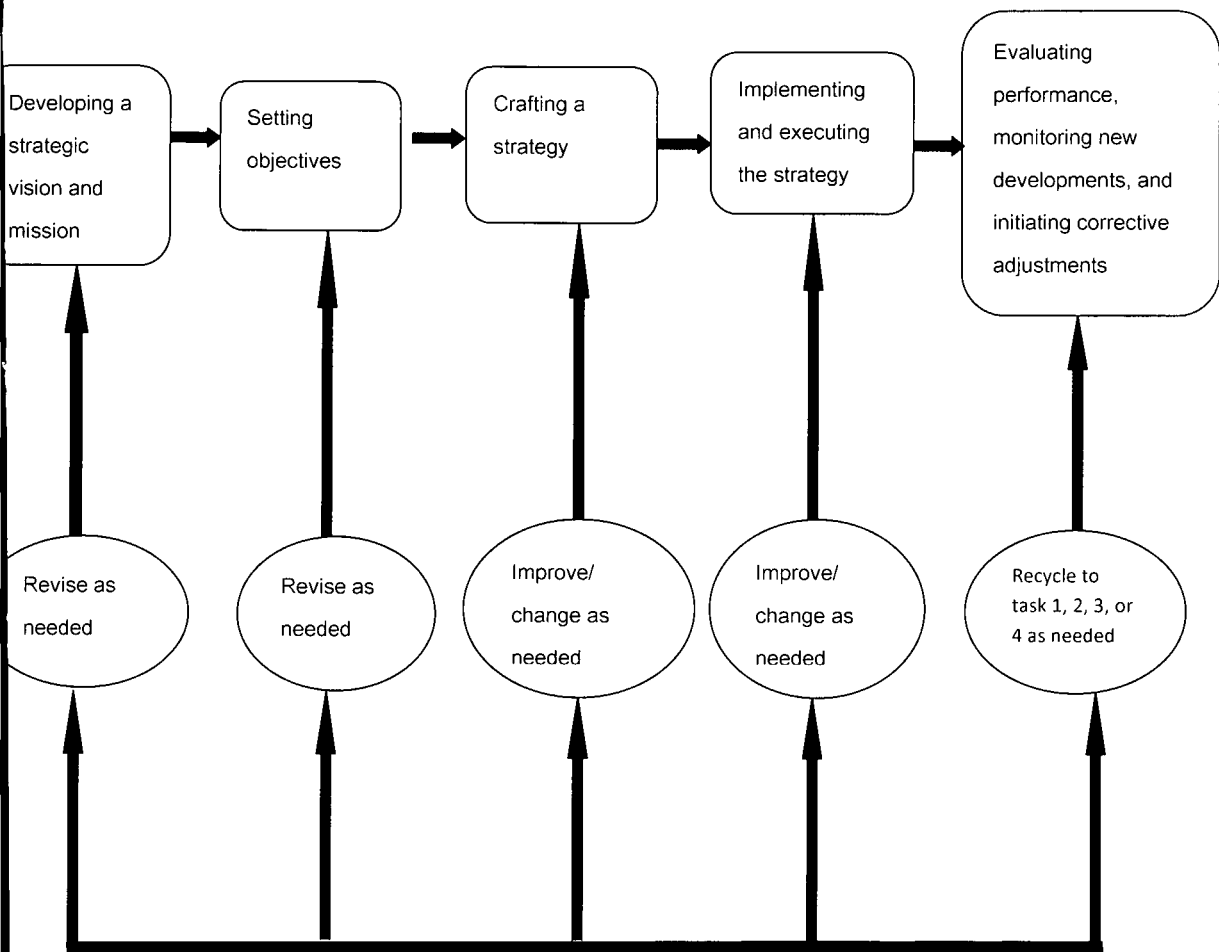 Developing a
strategic
vision and
mission
Setting
objectives
Crafting a
strategy
Implementing
and executing
the strategy
Evaluating
performance,
monitoring new
developments, and
initiating corrective
adjustments
Revise as
needed
Revise as
needed
Improve/
change as
needed
Improve/
change as
needed
Recycle to
task 1, 2, 3, or
4 as needed